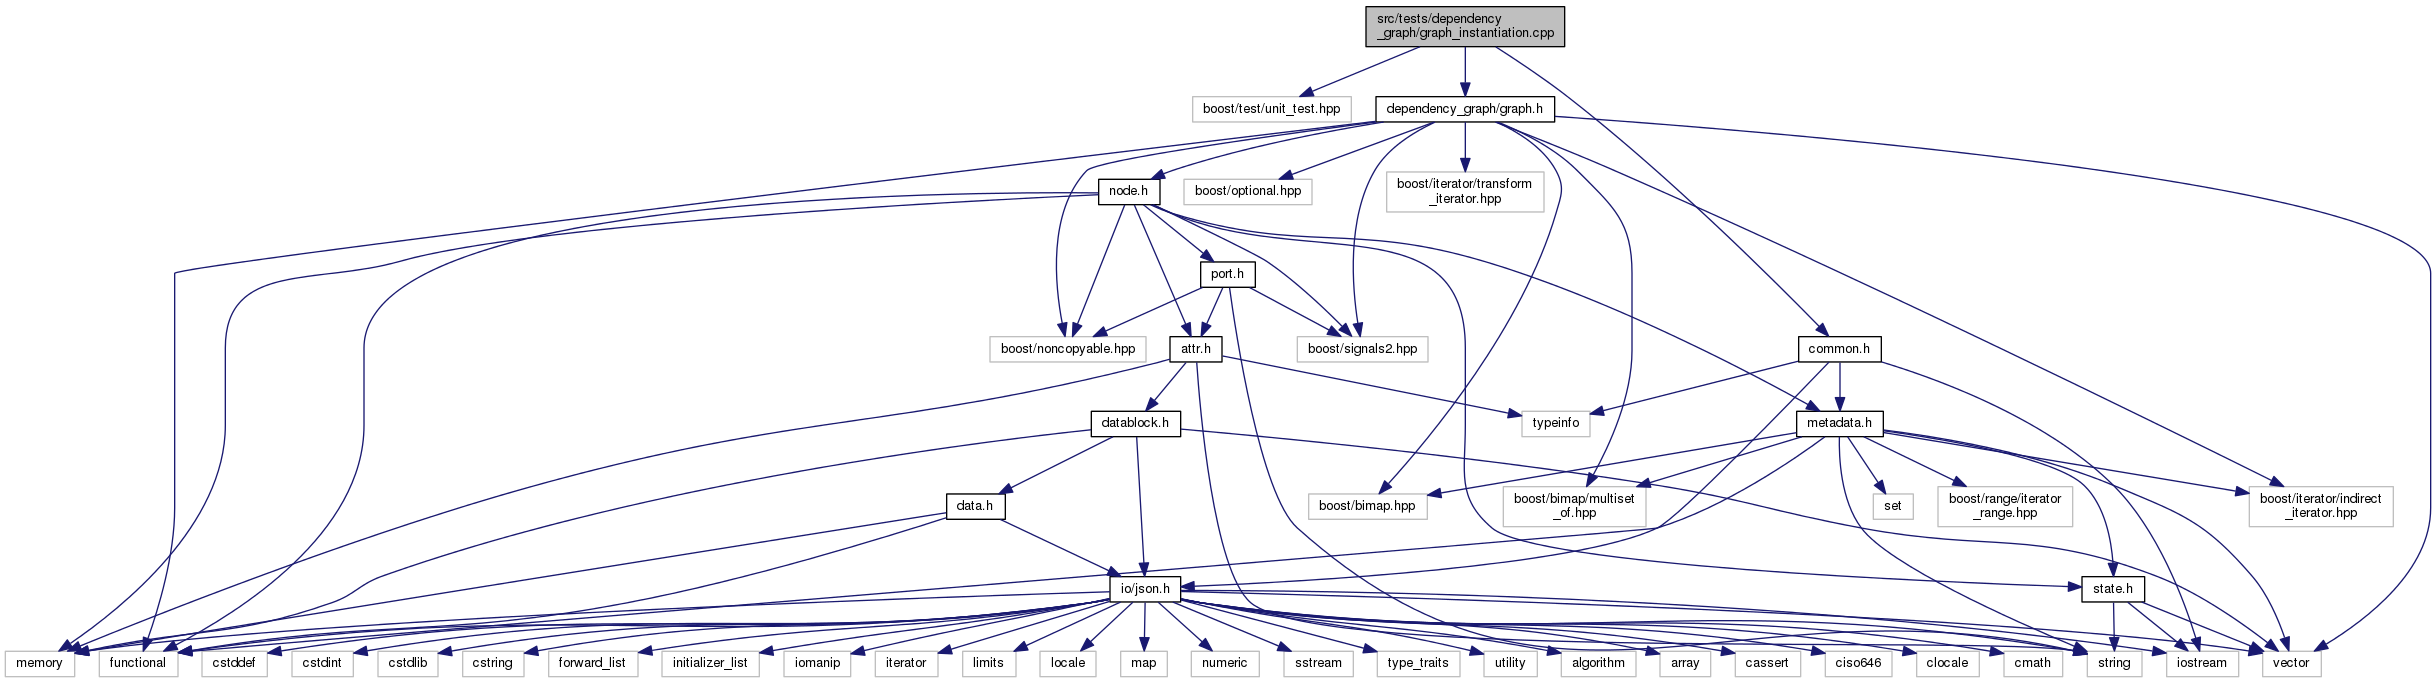 src/tests/dependency
_graph/graph_instantiation.cpp
boost/test/unit_test.hpp
dependency_graph/graph.h
node.h
boost/optional.hpp
boost/iterator/transform
_iterator.hpp
port.h
boost/noncopyable.hpp
attr.h
boost/signals2.hpp
common.h
datablock.h
typeinfo
metadata.h
data.h
boost/bimap.hpp
boost/bimap/multiset
_of.hpp
set
boost/range/iterator
_range.hpp
boost/iterator/indirect
_iterator.hpp
io/json.h
state.h
memory
functional
cstddef
cstdint
cstdlib
cstring
forward_list
initializer_list
iomanip
iterator
limits
locale
map
numeric
sstream
type_traits
utility
algorithm
array
cassert
ciso646
clocale
cmath
string
iostream
vector